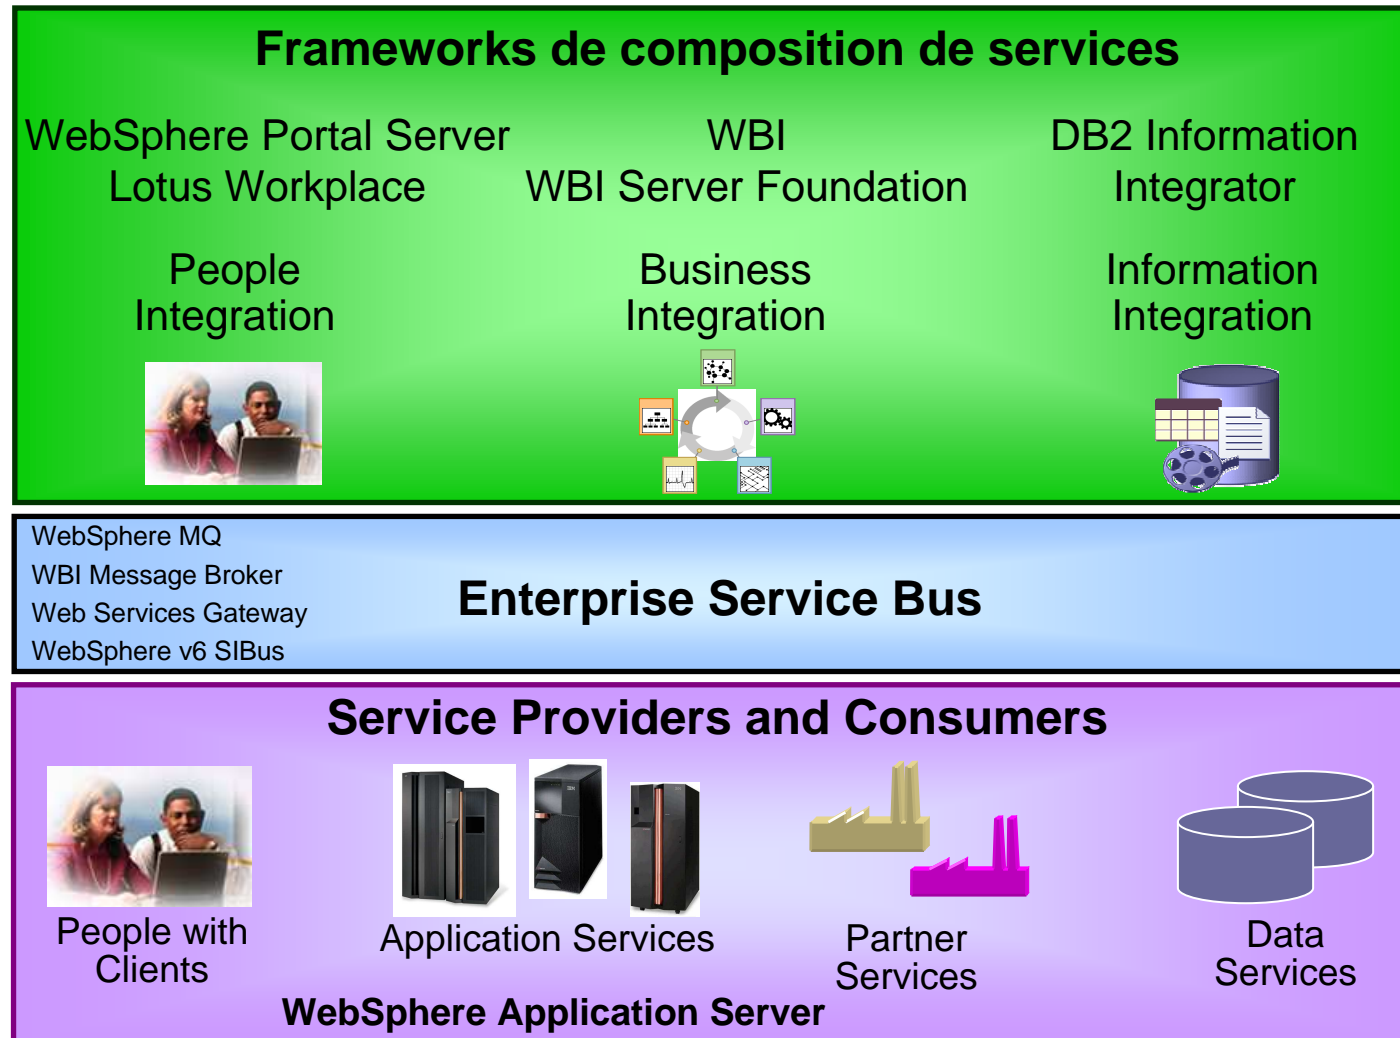 Frameworks de composition de services
WebSphere Portal Server
Lotus Workplace
WBI
WBI Server Foundation
DB2 Information
Integrator
People
Integration
Business
Integration
Information
Integration
WebSphere MQ
WBI Message Broker
Web Services Gateway
WebSphere v6 SIBus
Enterprise Service Bus
Service Providers and Consumers
People with
Clients
Application Services
Partner
Services
Data
Services
WebSphere Application Server